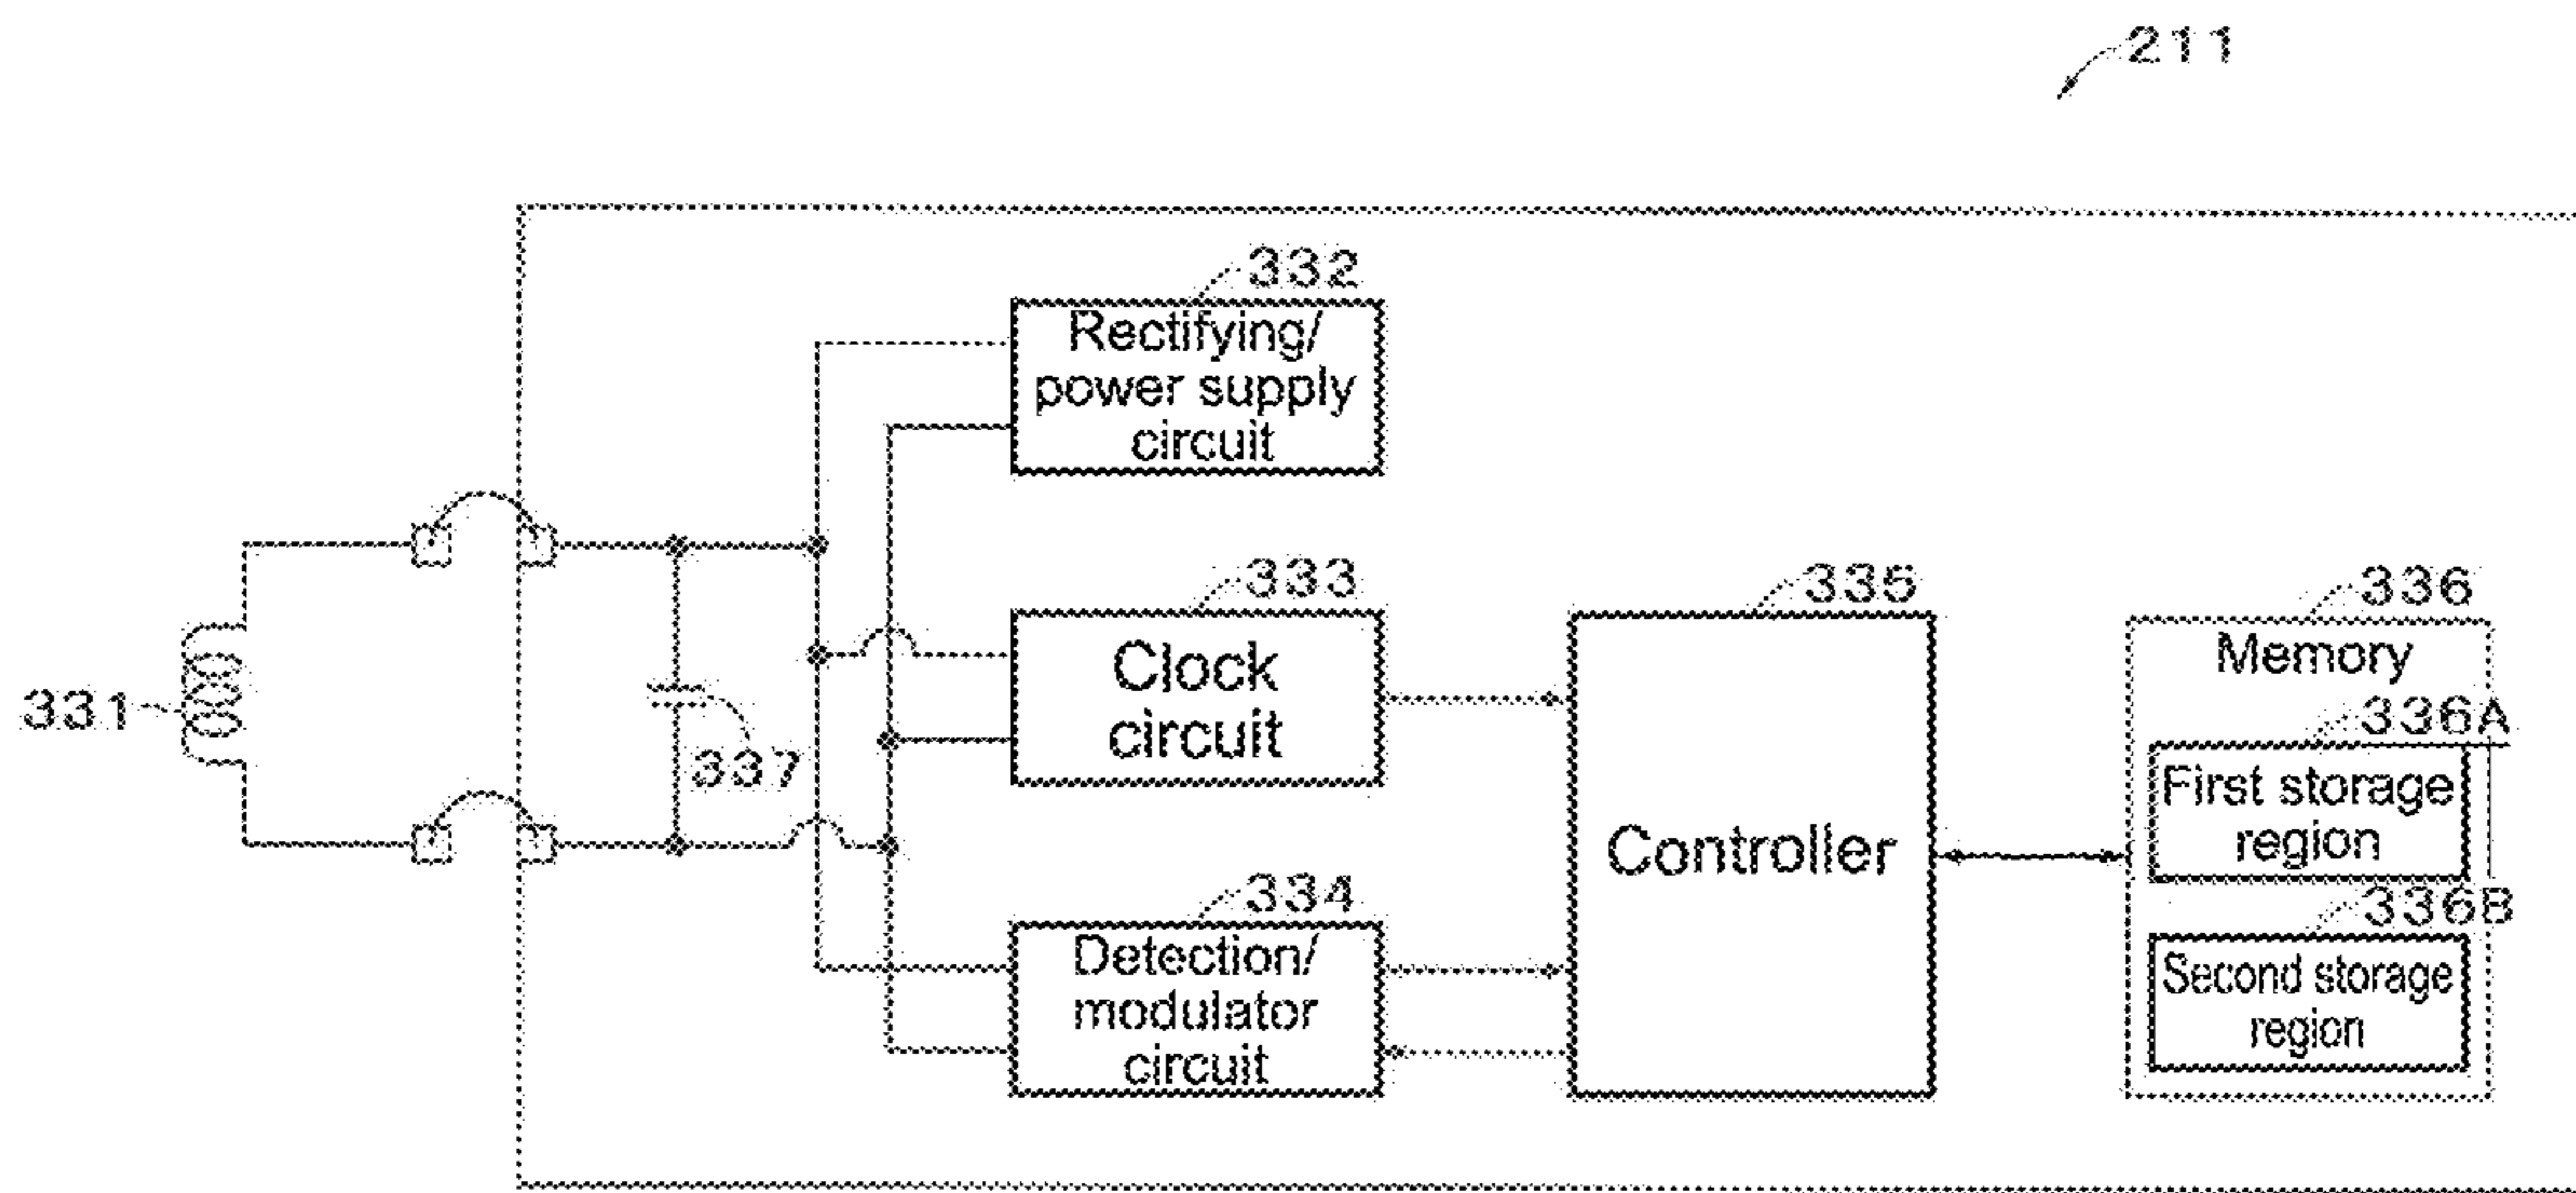 211
332
Rectifying/
power supply
circuit
333
Clock
circuit
335
Controller
336
Memory
336A
First storage
region
336B
Second storage
region
331
337
334
Detection/
modulator
circuit